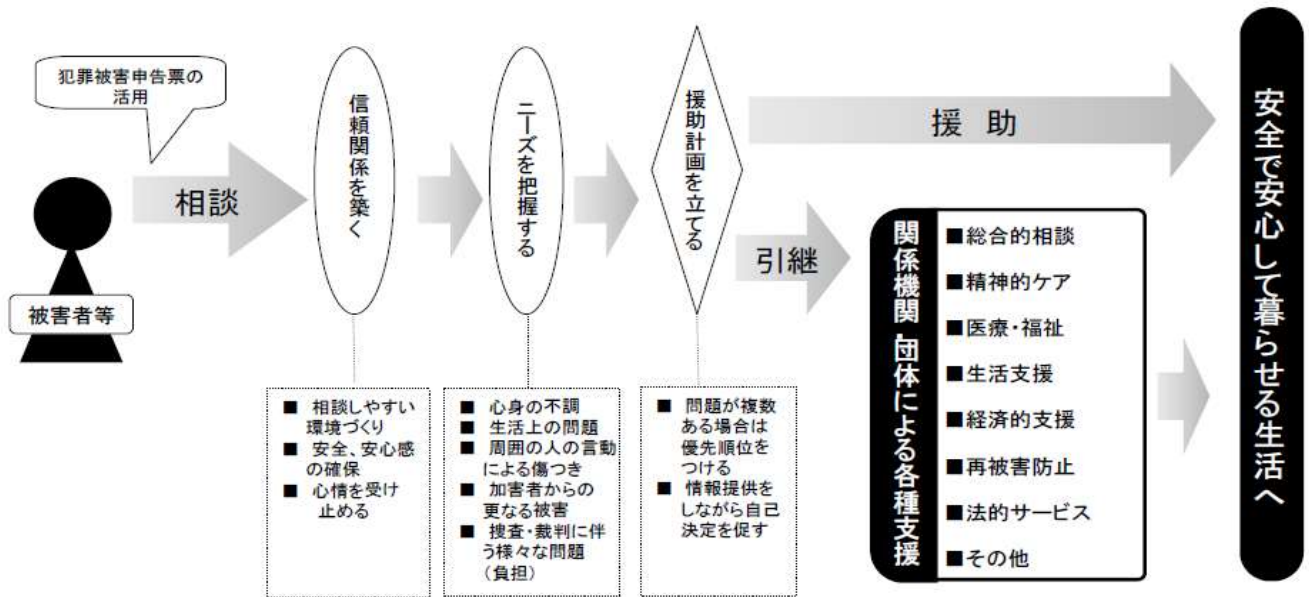 犯罪被害申告票の
活用
被害者等
相談
信頼関係を築く
ニーズを把握する
援助計画を立てる
援 助
引継
■ 相談しやすい
環境づくり
■ 安全、安心感
の確保
■ 心情を受け
止める
■ 心身の不調
■ 生活上の問題
■ 周囲の人の言動
による傷つき
■ 加害者からの
更なる被害
■ 捜査・裁判に伴
う様々な問題
(負担)
■ 問題が複数
ある場合は
優先順位を
つける
■ 情報提供を
しながら自己
決定を促す
関係機関・団体による各種支援
■総合的相談
■精神的ケア
■医療・福祉
■生活支援
■経済的支援
■再被害防止
■法的サービス
■その他
安全で安心して暮らせる生活へ